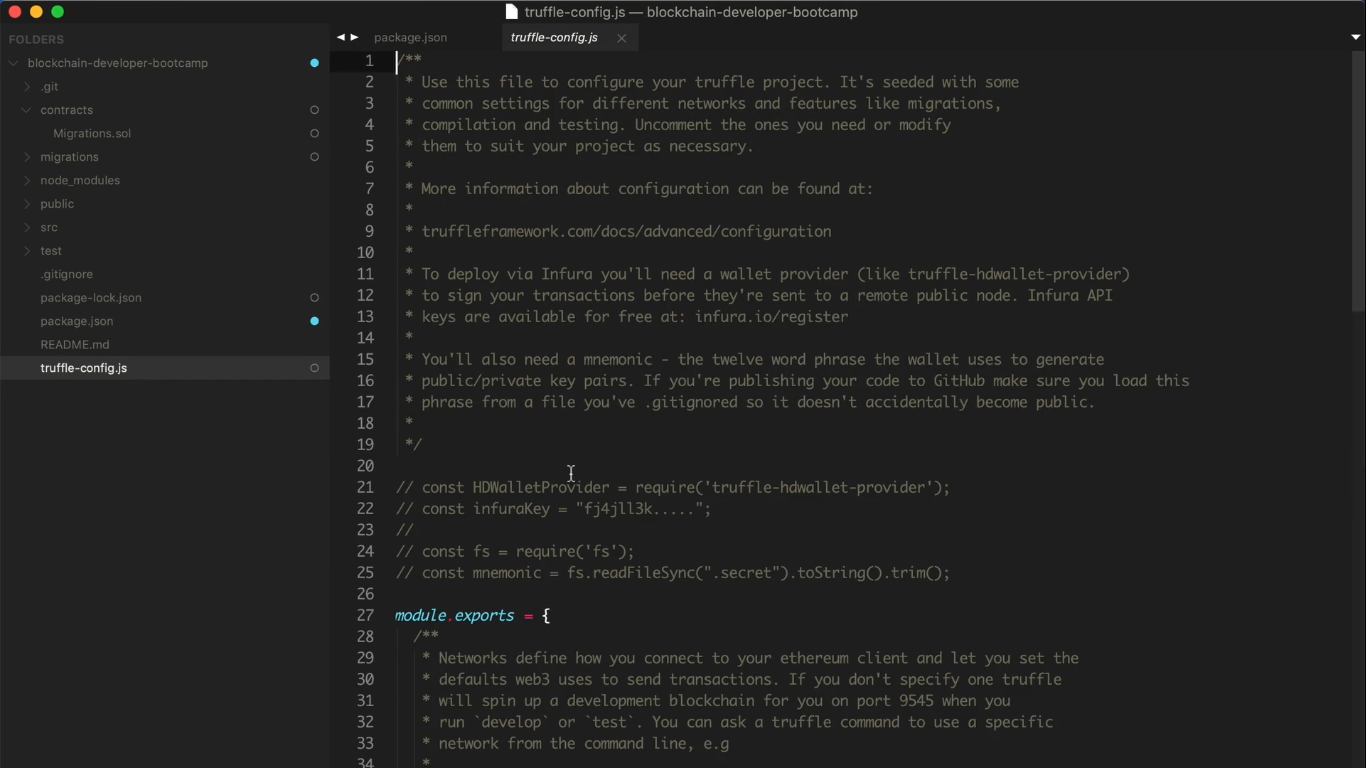 truffle-config.js — blockchain-developer-bootcamp
FOLDERS
blockchain-developer-bootcamp
.git
contracts
Migrations.sol
migrations
node_modules
public
src
test
.gitignore
package-lock.json
package.json
README.md
truffle-config.js
package.json
truffle-config.js
1 /**
2 * Use this file to configure your truffle project. It's seeded with some
3 * common settings for different networks and features like migrations,
4 * compilation and testing. Uncomment the ones you need or modify
5 * them to suit your project as necessary.
6 *
7 * More information about configuration can be found at:
8 *
9 * truffleframework.com/docs/advanced/configuration
10 *
11 * To deploy via Infura you'll need a wallet provider (like truffle-hdwallet-provider)
12 * to sign your transactions before they're sent to a remote public node. Infura API
13 * keys are available for free at: infura.io/register
14 *
15 * You'll also need a mnemonic - the twelve word phrase the wallet uses to generate
16 * public/private key pairs. If you're publishing your code to GitHub make sure you load this
17 * phrase from a file you've .gitignored so it doesn't accidentally become public.
18 *
19 */
20
21 // const HDWalletProvider = require('truffle-hdwallet-provider');
22 // const infuraKey = "fj4jll3k.....";
23 //
24 // const fs = require('fs');
25 // const mnemonic = fs.readFileSync(".secret").toString().trim();
26
27 module.exports = {
28 /**
29 * Networks define how you connect to your ethereum client and let you set the
30 * defaults web3 uses to send transactions. If you don't specify one truffle
31 * will spin up a development blockchain for you on port 9545 when you
32 * run `develop` or `test`. You can ask a truffle command to use a specific
33 * network from the command line, e.g
34 *